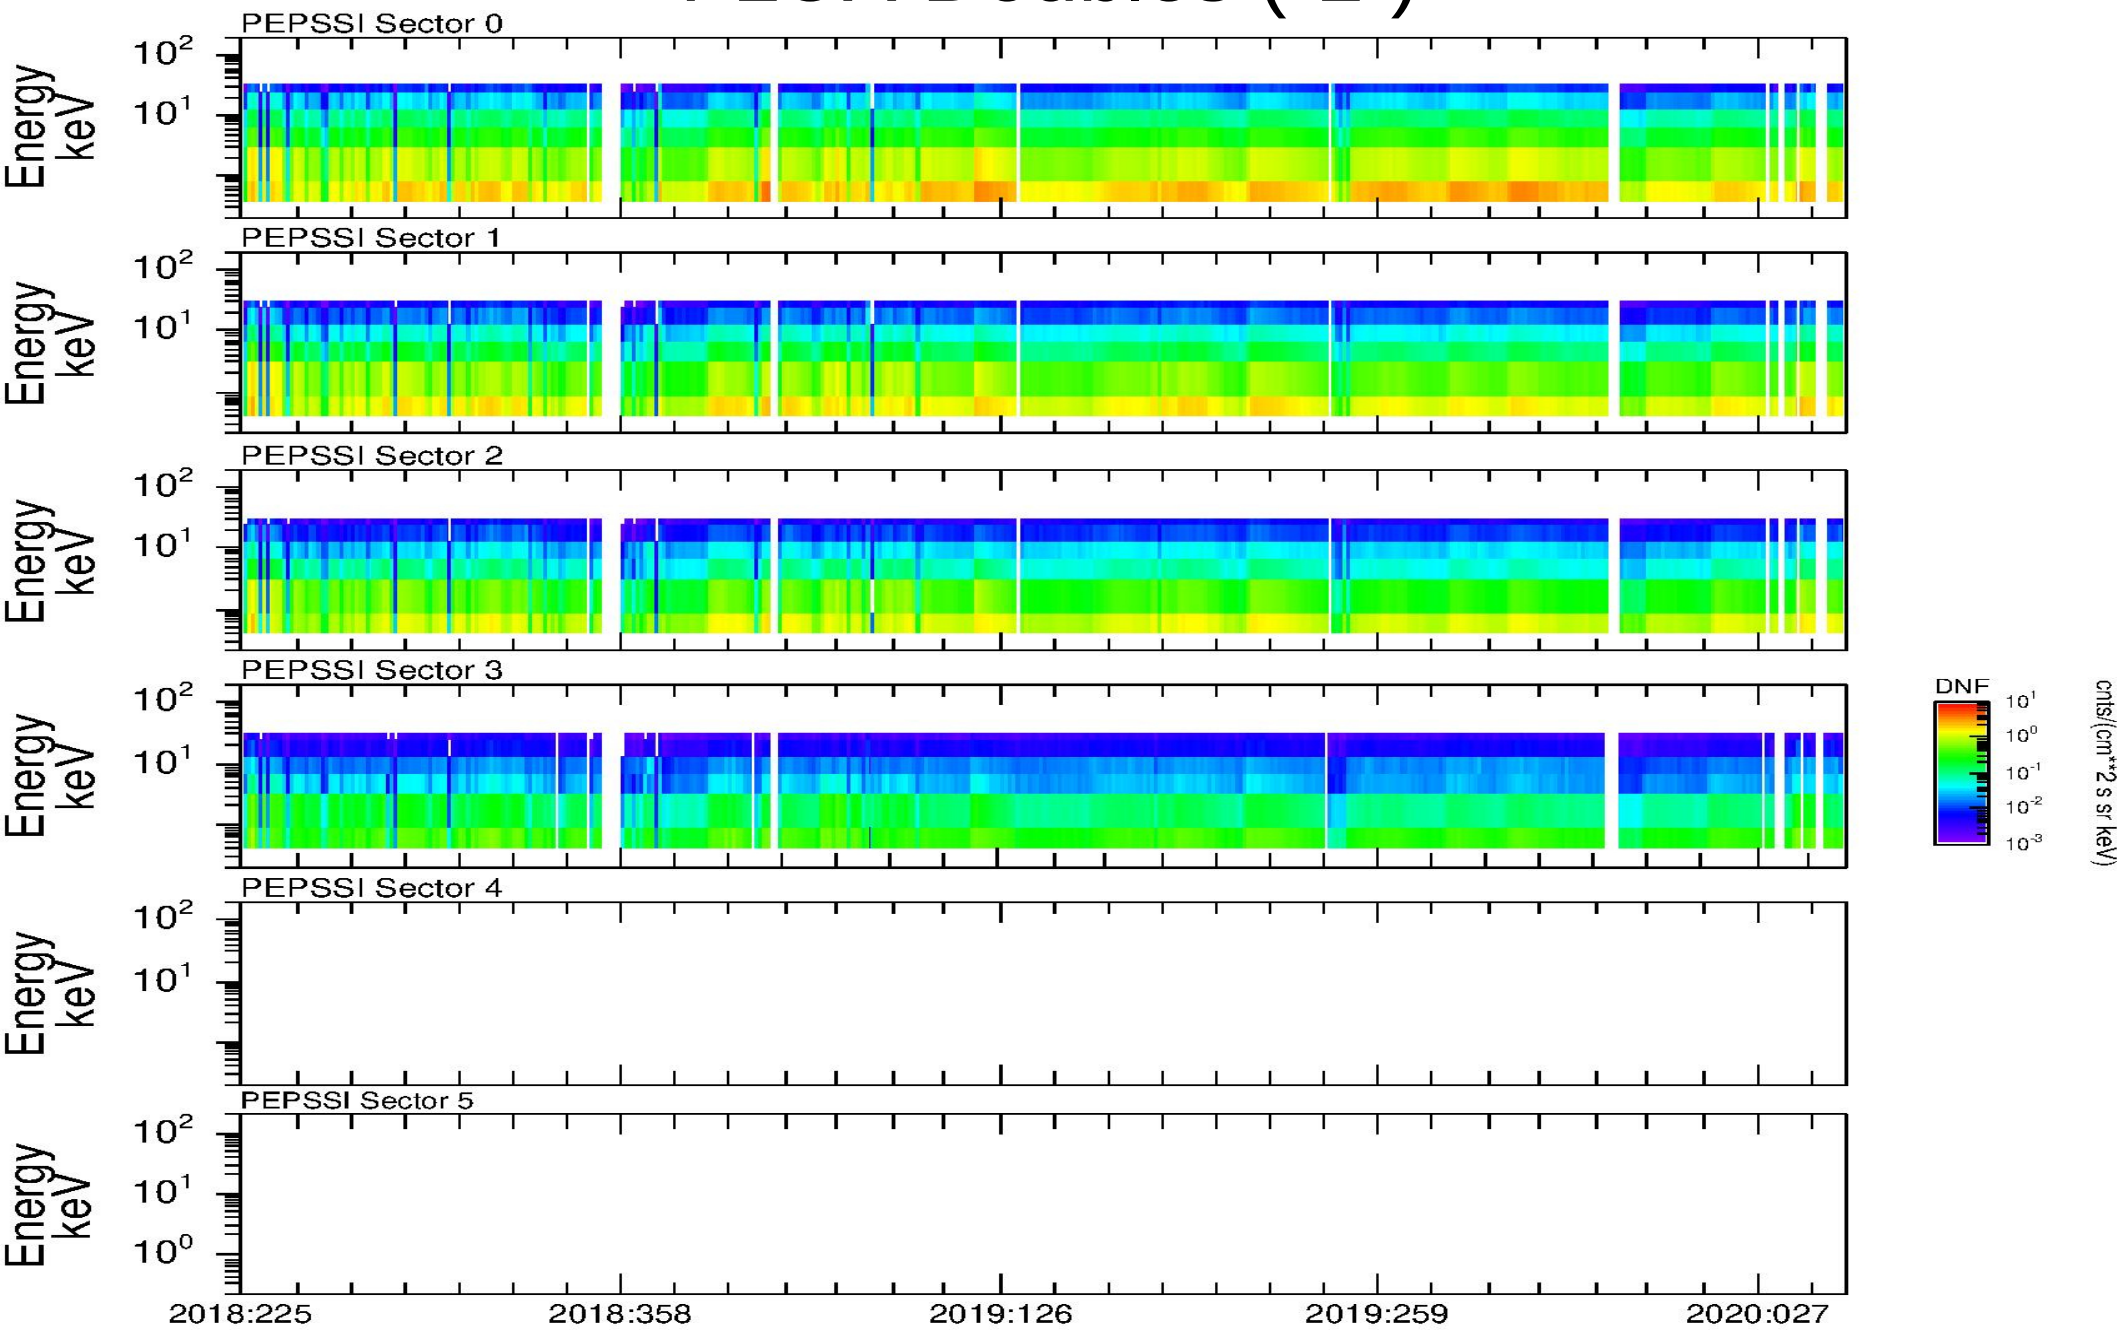 PEPSSI Sector 0
10²
10¹
Energy
keV
PEPSSI Sector 1
10²
10¹
Energy
keV
PEPSSI Sector 2
10²
10¹
Energy
keV
PEPSSI Sector 3
10²
10¹
Energy
keV
DNF
10¹
10⁰
10⁻¹
10⁻²
10⁻³
cnts/(cm**2 s sr keV)
PEPSSI Sector 4
10²
10¹
Energy
keV
PEPSSI Sector 5
10²
10¹
10⁰
Energy
keV
2018:225 2018:358 2019:126 2019:259 2020:027